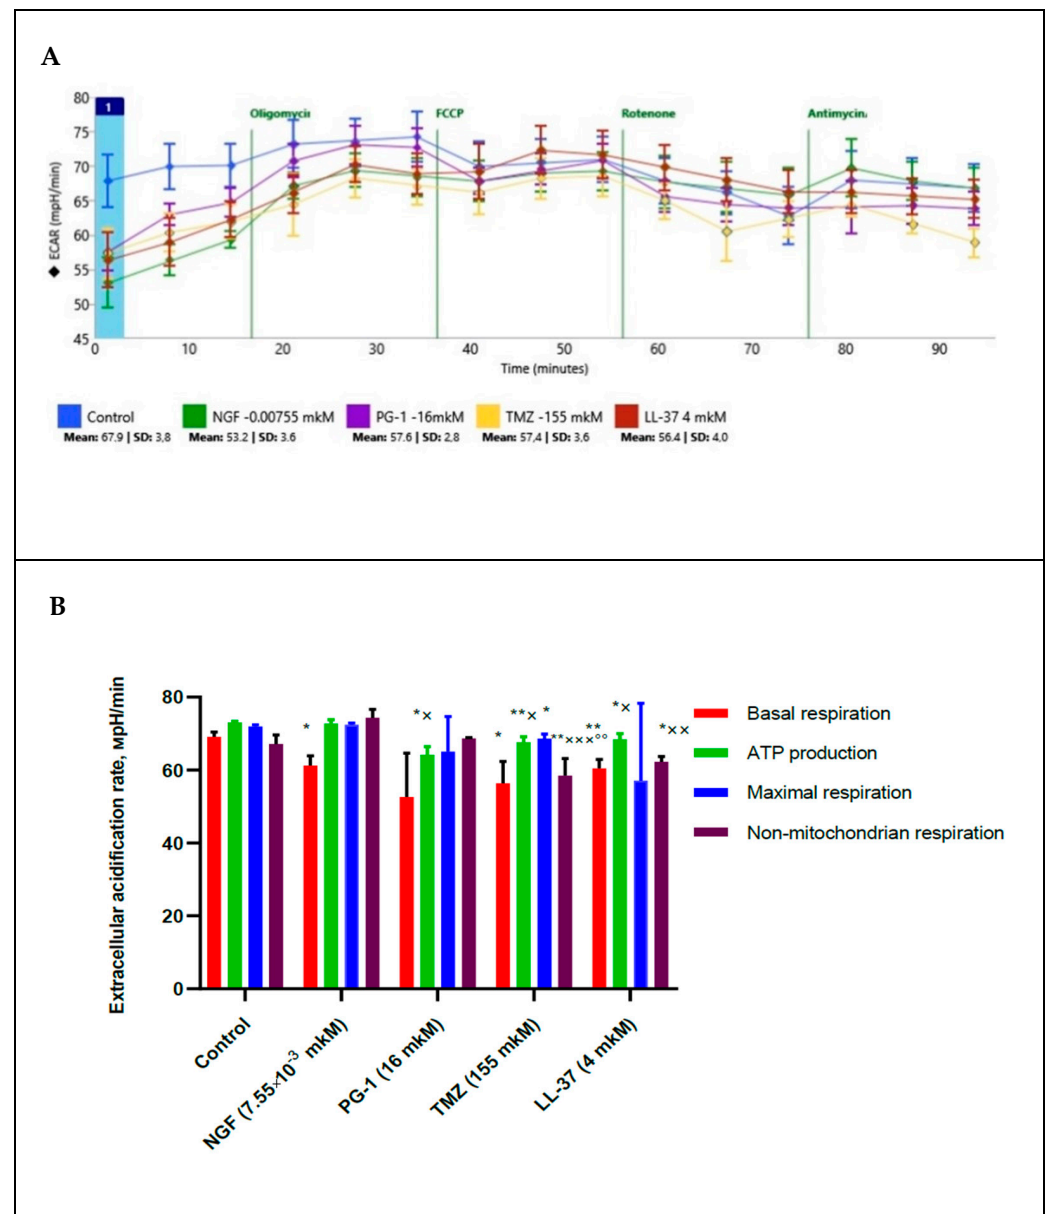 A
80
75
70
65
60
55
50
45
◆ ECAR (mpH/min)
1
Oligomycin
FCCP
Rotenone
Antimycin
0 10 20 30 40 50 60 70 80 90
Time (minutes)
Control NGF -0.00755 mkM PG-1 -16mkM TMZ -155 mkM LL-37 4 mkM
Mean: 67.9 | SD: 3,8 Mean: 53.2 | SD: 3.6 Mean: 57.6 | SD: 2,8 Mean: 57,4 | SD: 3,6 Mean: 56.4 | SD: 4.0
B
Extracellular acidification rate, мpH/min
80
60
40
20
0
*
*×
*
**×
*
**×××°°
**
*×
*××
Basal respiration
ATP production
Maximal respiration
Non-mitochondrian respiration
Control
NGF (7.55×10⁻³ mkM)
PG-1 (16 mkM)
TMZ (155 mkM)
LL-37 (4 mkM)